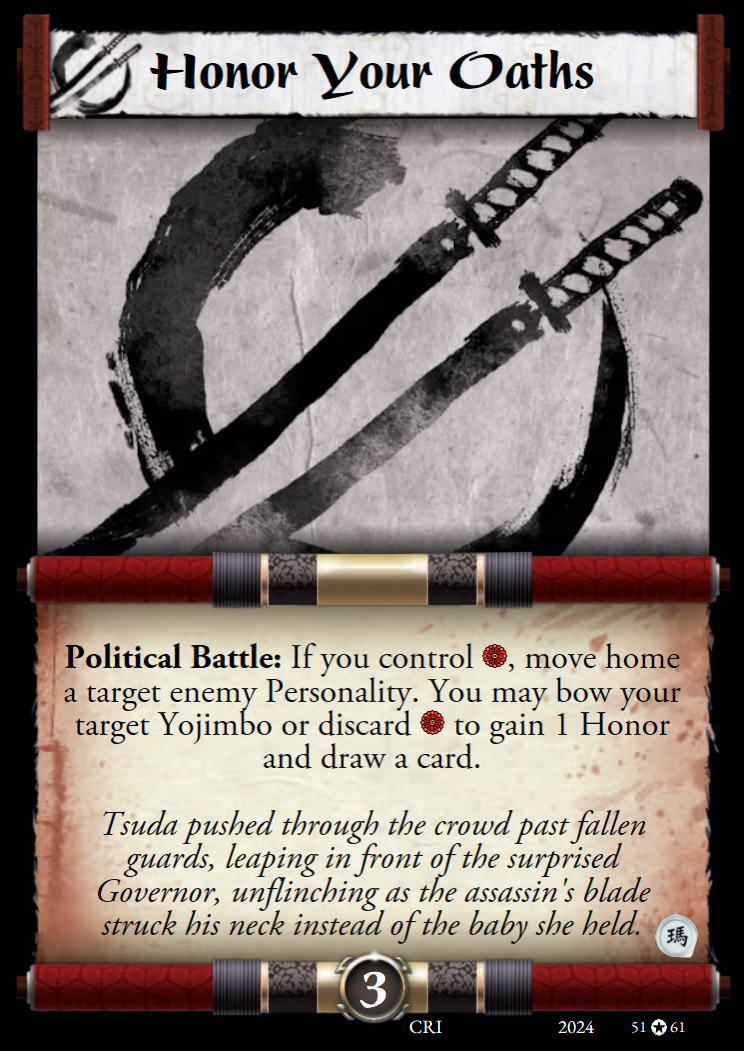 Honor Your Oaths
Political Battle: If you control , move home
a target enemy Personality. You may bow your
target Yojimbo or discard to gain 1 Honor
and draw a card.
Tsuda pushed through the crowd past fallen
guards, leaping in front of the surprised
Governor, unflinching as the assassin's blade
struck his neck instead of the baby she held.
瑪
3
CRI 2024 51 61